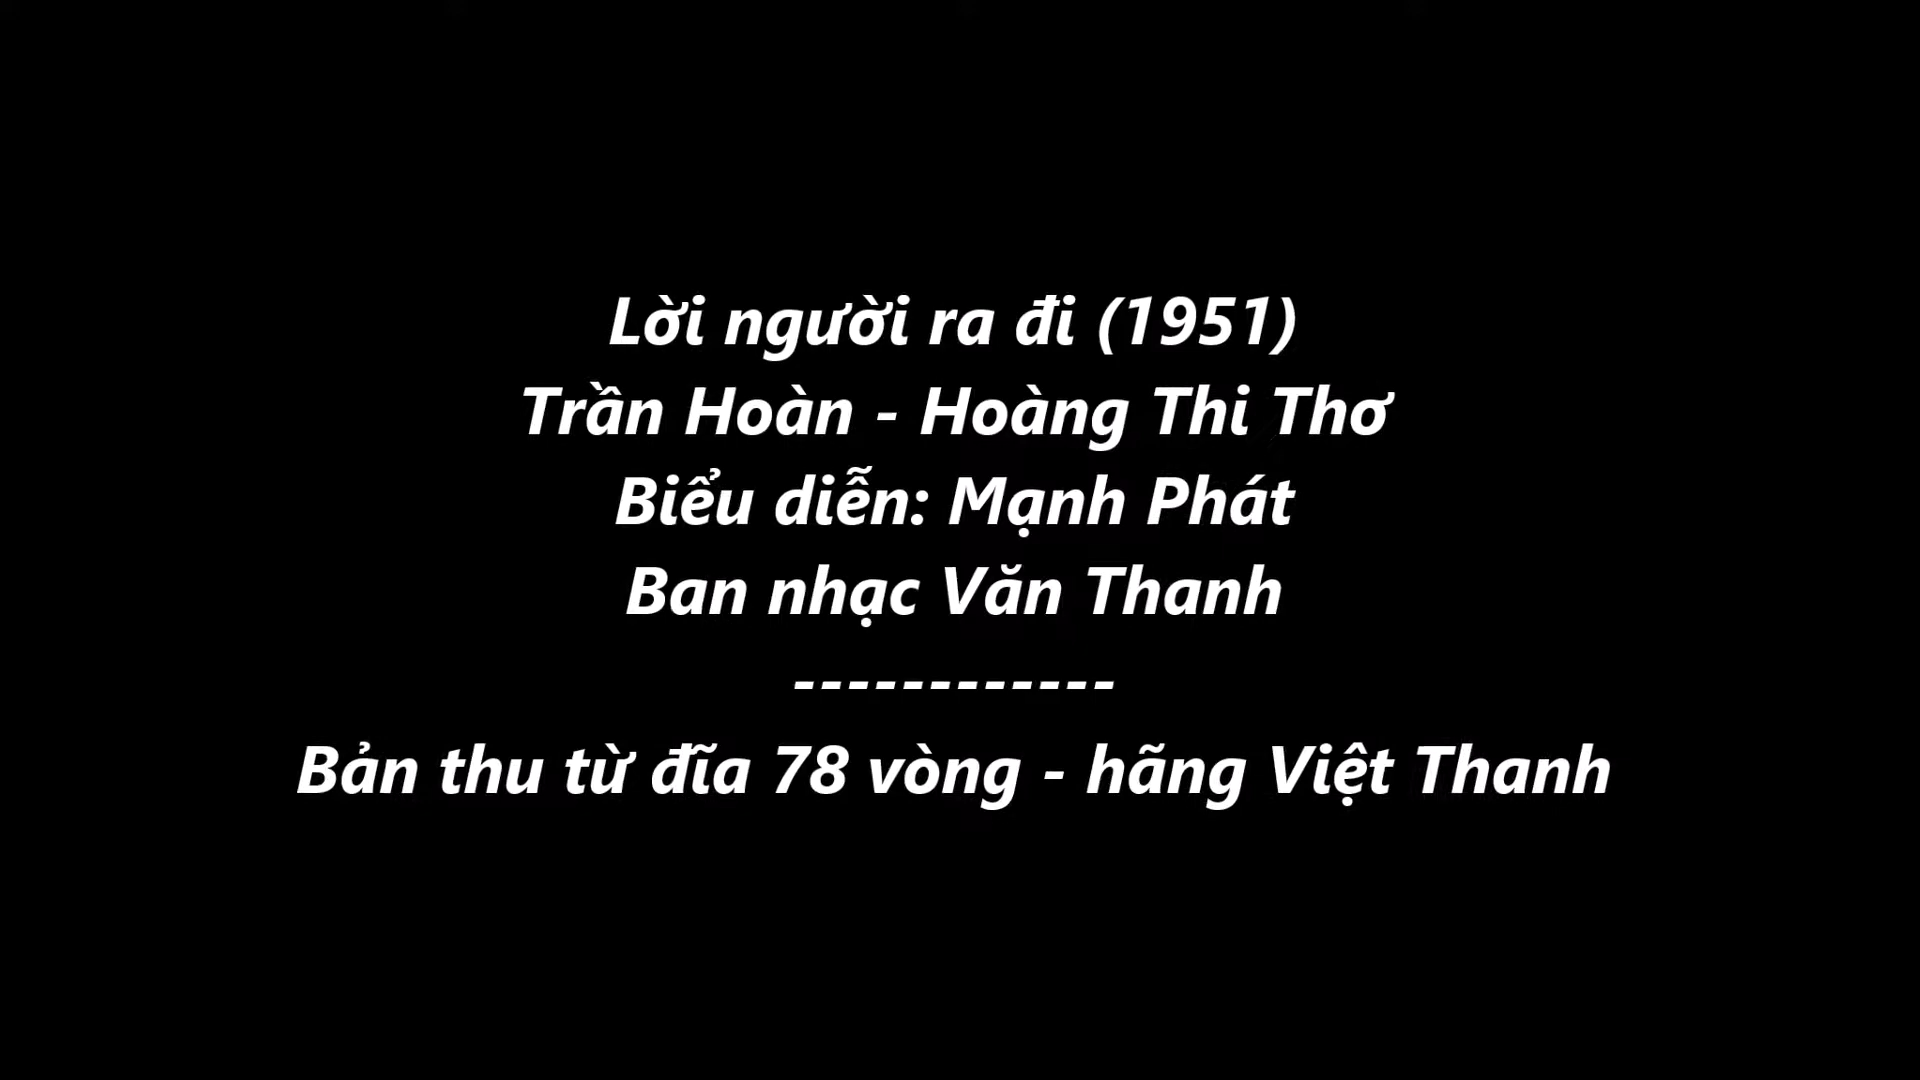 Lời người ra đi (1951)
Trần Hoàn - Hoàng Thi Thơ
Biểu diễn: Mạnh Phát
Ban nhạc Văn Thanh
------------
Bản thu từ đĩa 78 vòng - hãng Việt Thanh